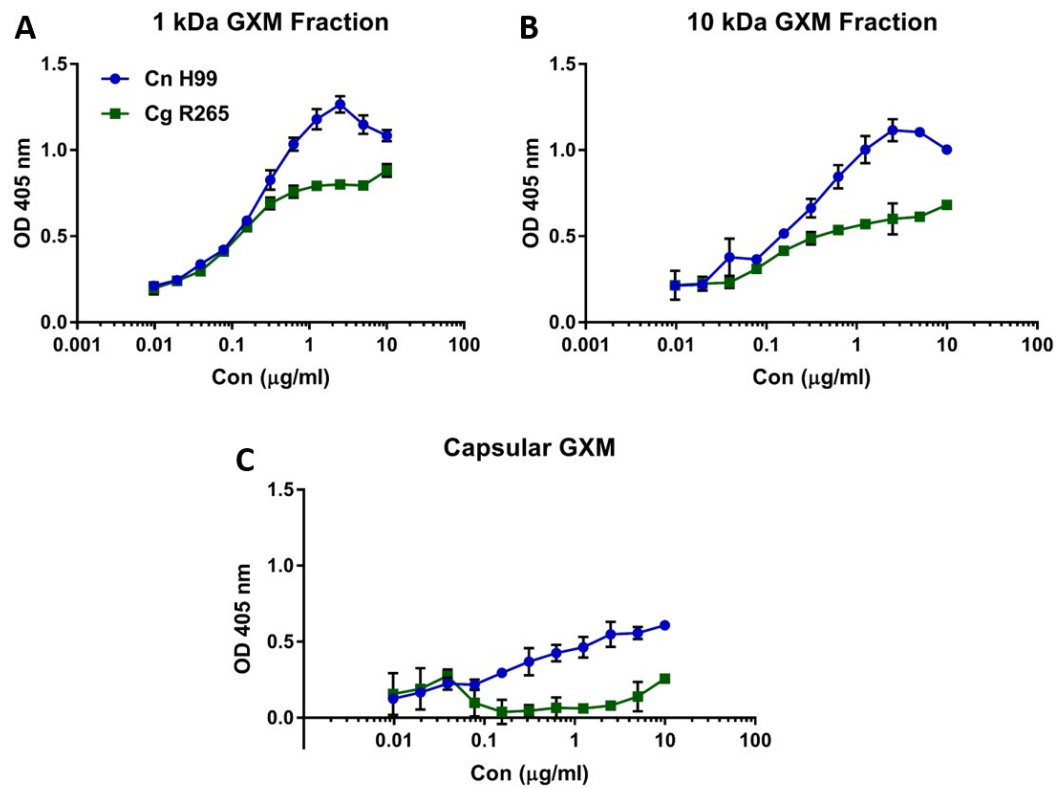 A
1 kDa GXM Fraction
1.5
1.0
0.5
0.0
OD 405 nm
Cn H99
Cg R265
0.001
0.01
0.1
1
10
100
Con (μg/ml)
B
10 kDa GXM Fraction
1.5
1.0
0.5
0.0
OD 405 nm
0.001
0.01
0.1
1
10
100
Con (μg/ml)
C
Capsular GXM
1.5
1.0
0.5
0.0
OD 405 nm
0.01
0.1
1
10
100
Con (μg/ml)